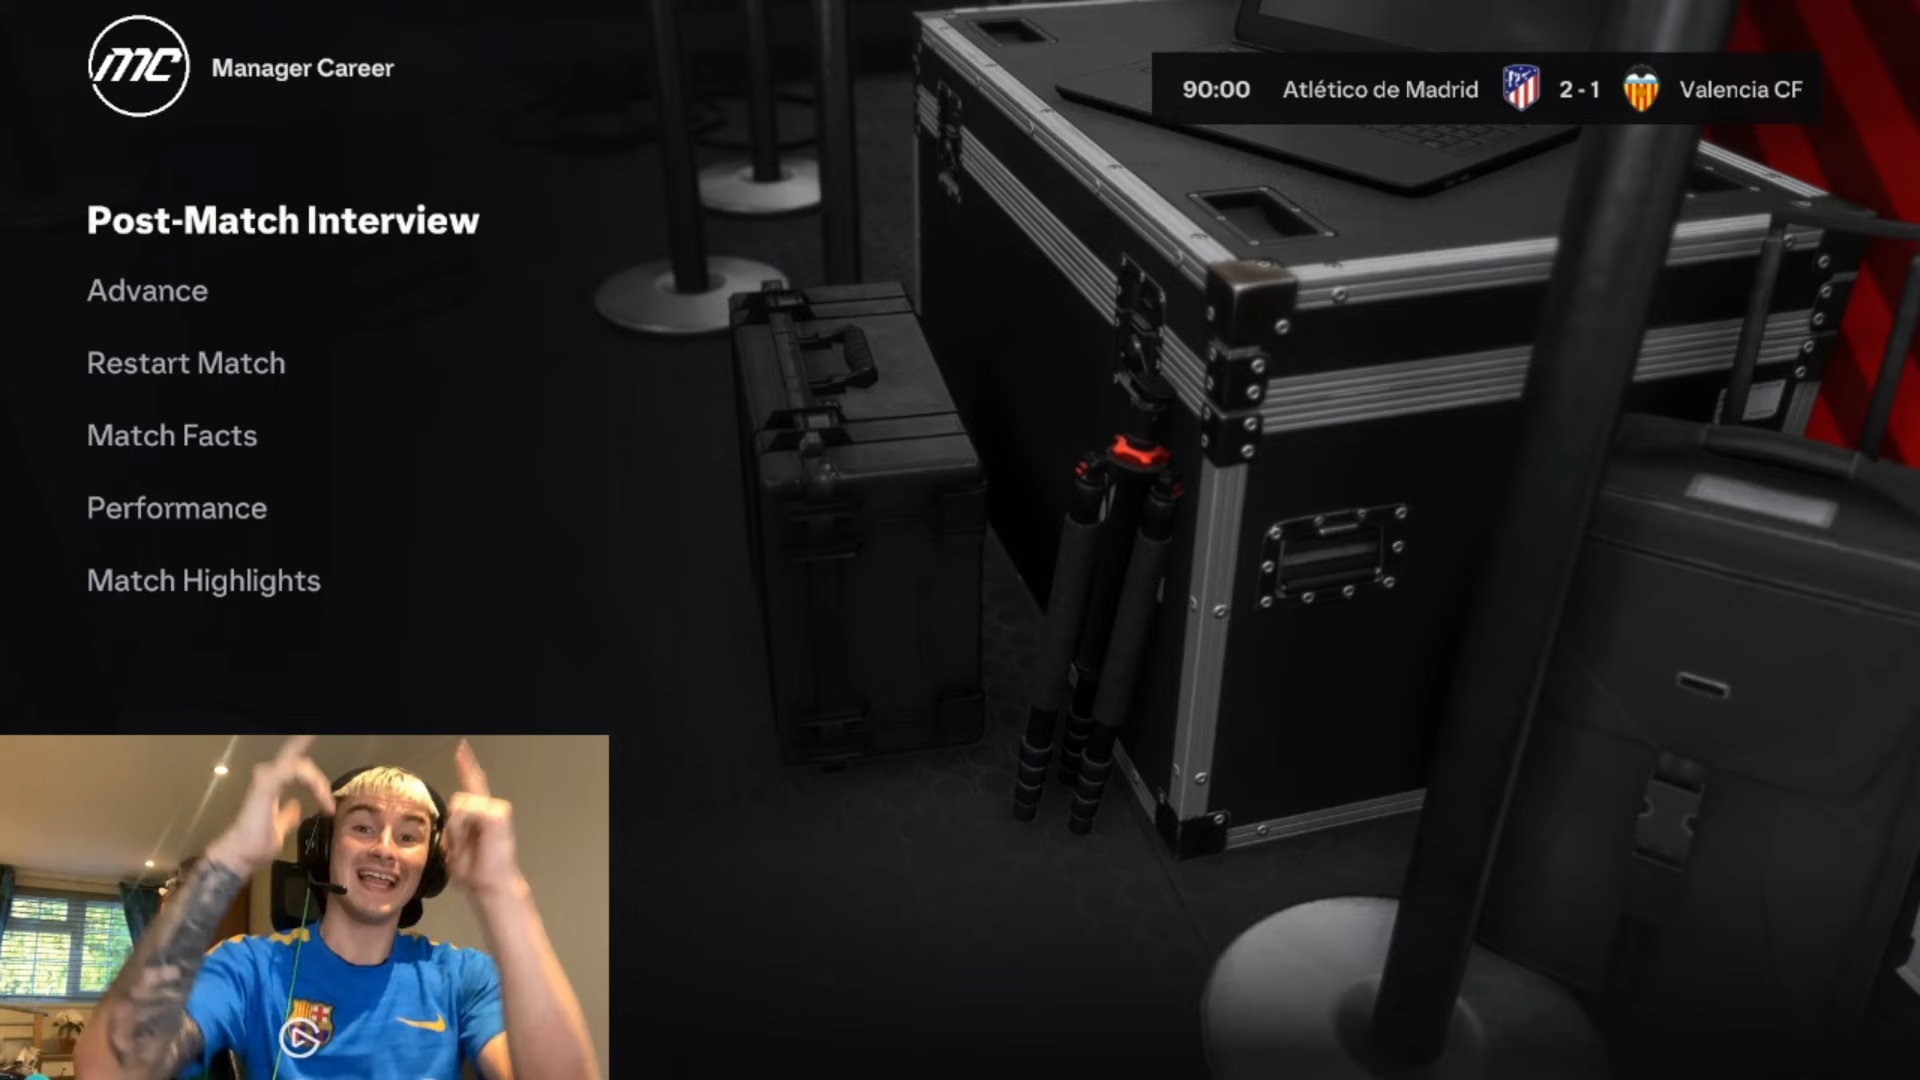 MC
Manager Career
90:00 Atlético de Madrid 2 - 1 Valencia CF
Post-Match Interview
Advance
Restart Match
Match Facts
Performance
Match Highlights